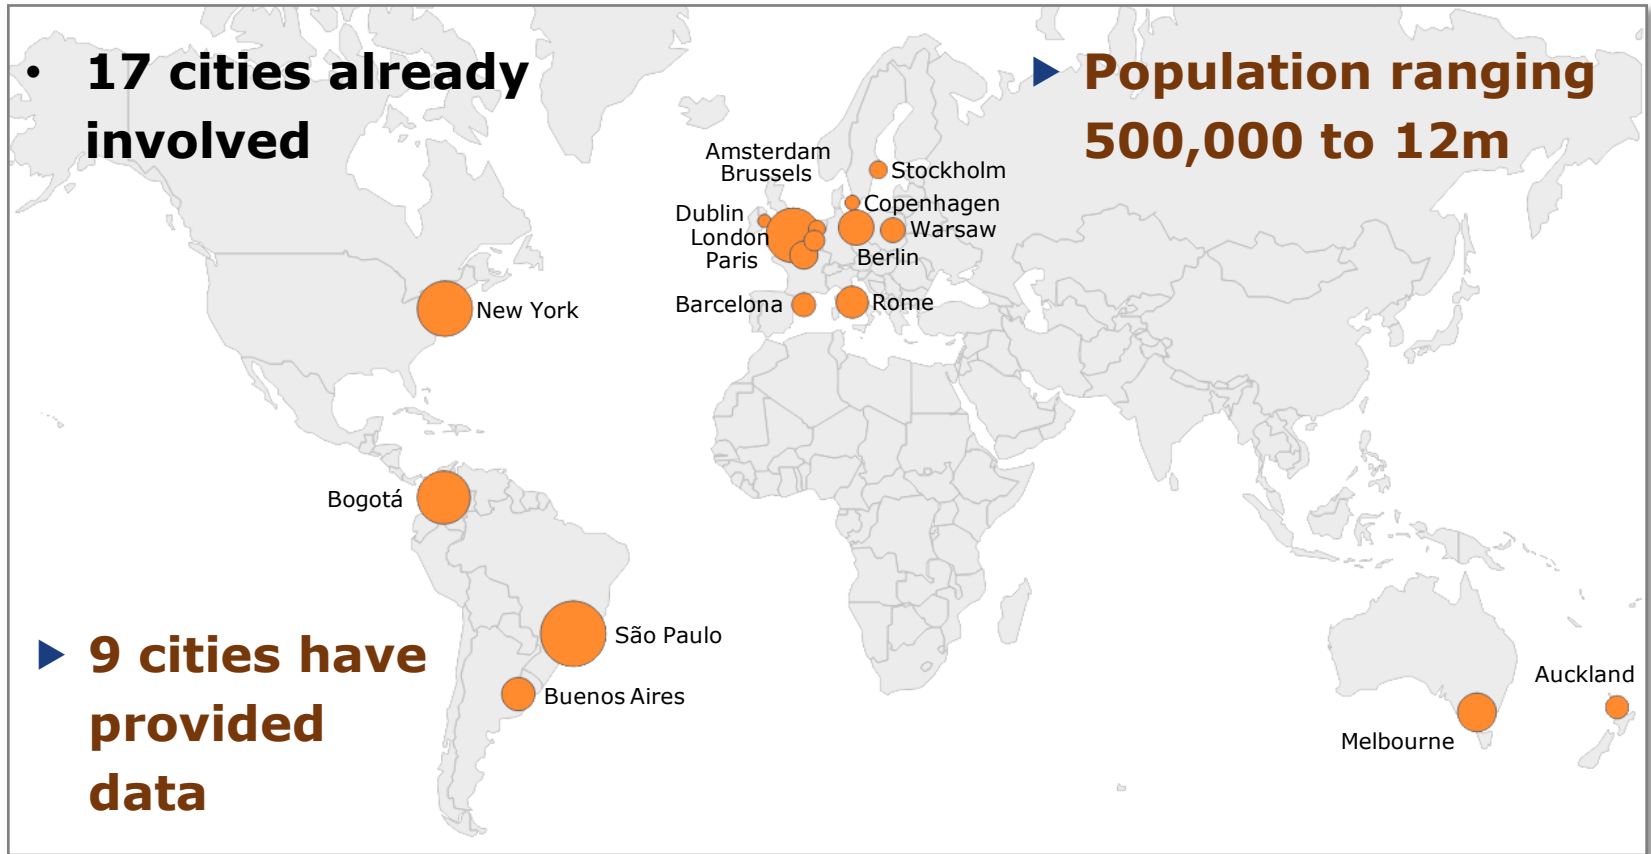 • 17 cities already
involved
▶ Population ranging
500,000 to 12m
Amsterdam
Brussels
Stockholm
Copenhagen
Dublin
Warsaw
London
Paris
Berlin
Barcelona
Rome
New York
Bogotá
São Paulo
Buenos Aires
▶ 9 cities have
provided
data
Auckland
Melbourne